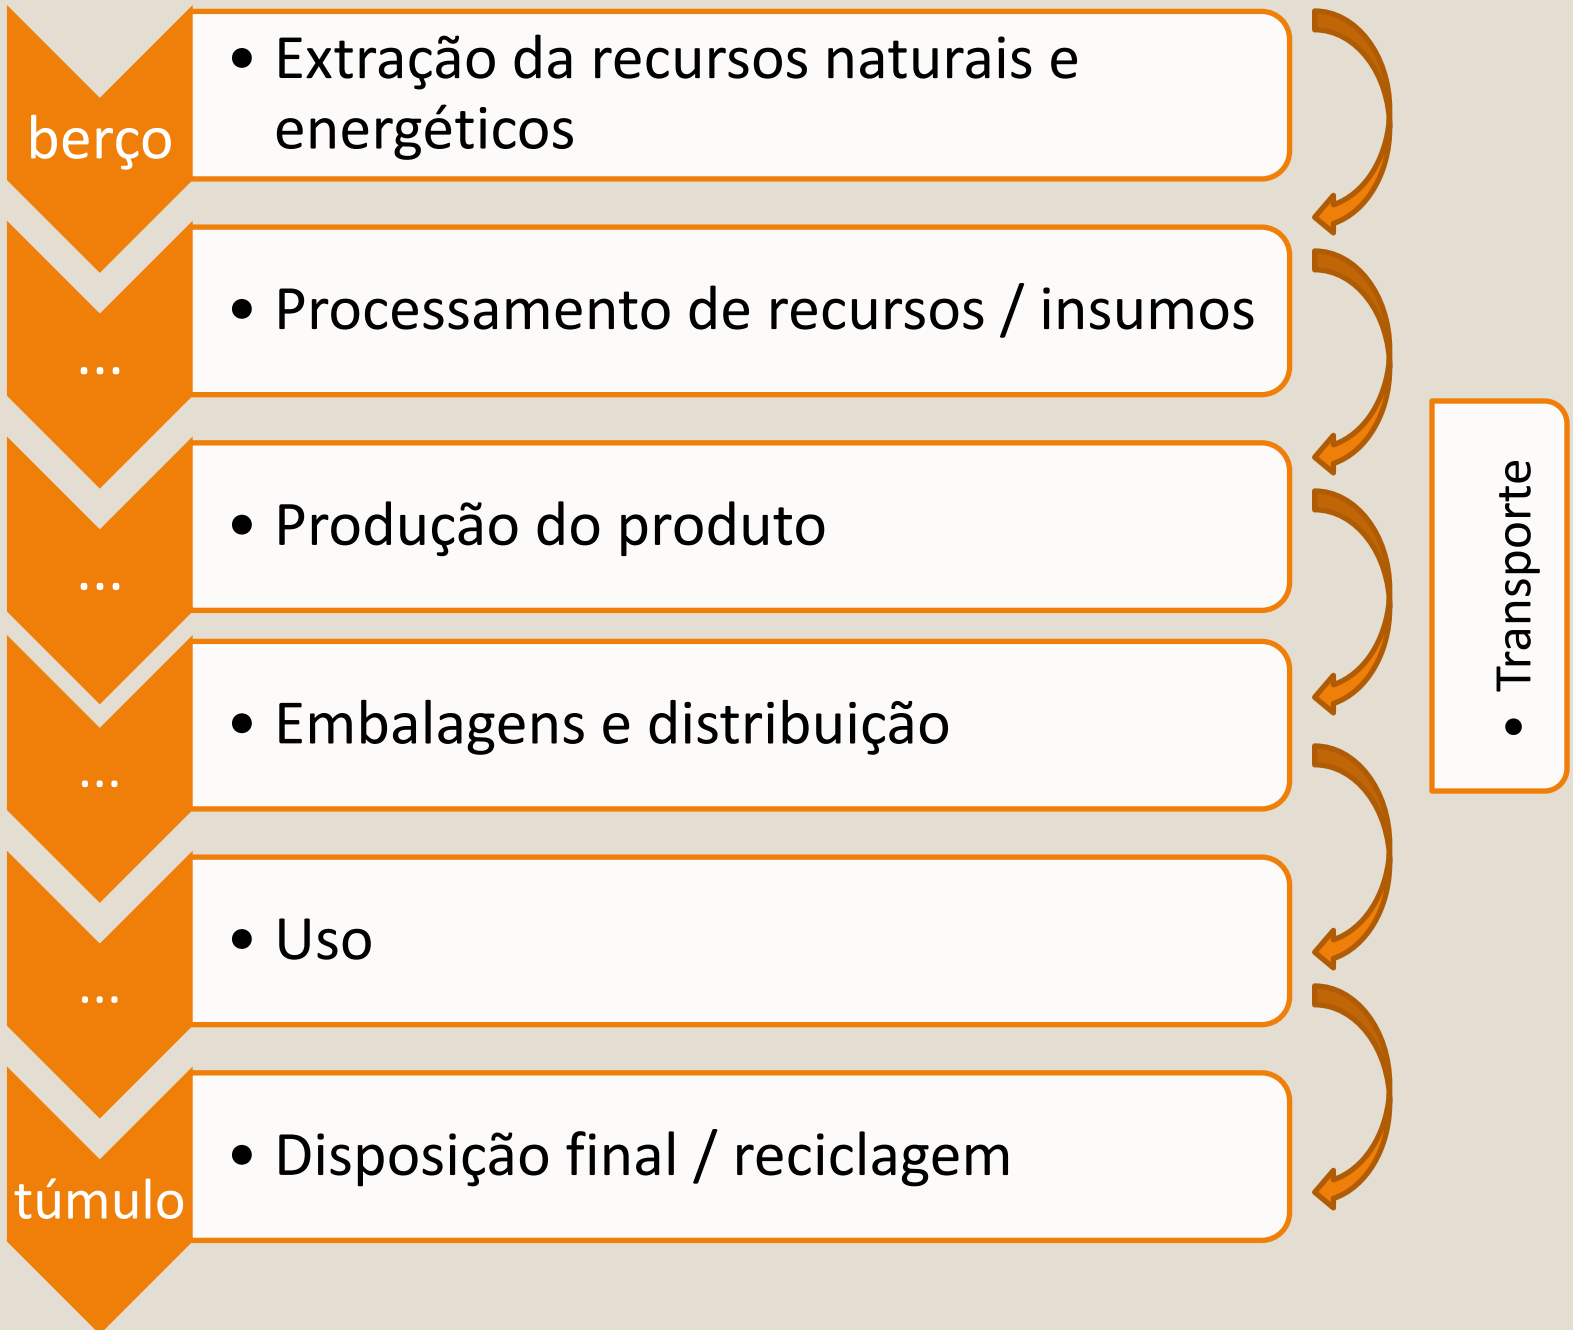 berço
• Extração da recursos naturais e
energéticos
...
• Processamento de recursos / insumos
...
• Produção do produto
...
• Embalagens e distribuição
...
• Uso
túmulo
• Disposição final / reciclagem
• Transporte